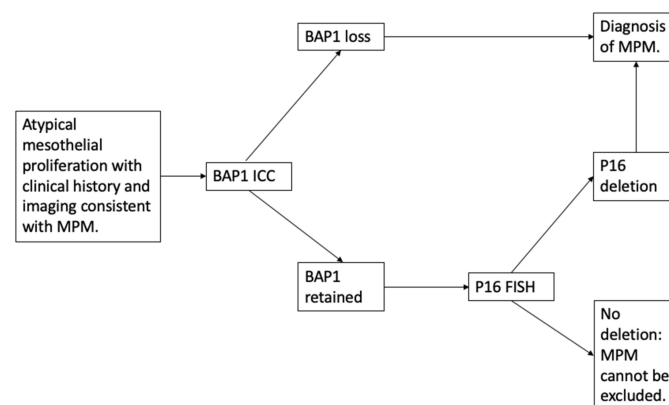 Atypical
mesothelial
proliferation with
clinical history and
imaging consistent
with MPM.
BAP1 ICC
BAP1 loss
Diagnosis
of MPM.
BAP1
retained
P16 FISH
P16
deletion
No
deletion:
MPM
cannot be
excluded.